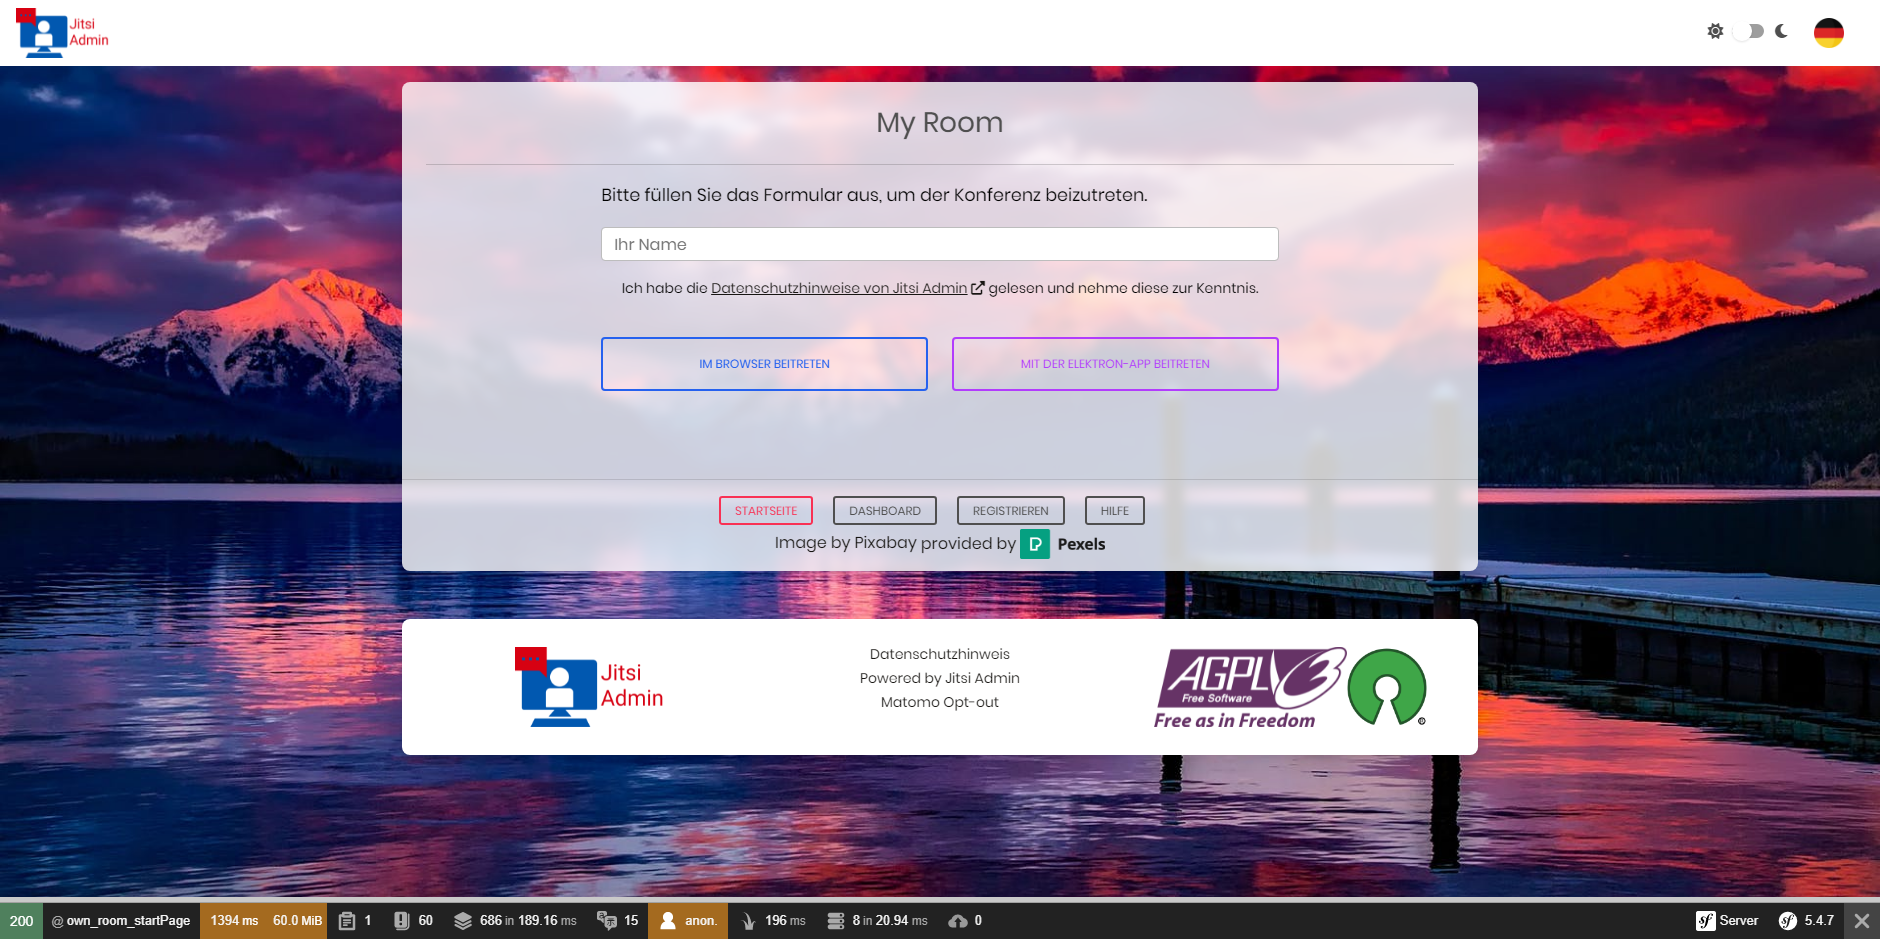 Jitsi
Admin
My Room
Bitte füllen Sie das Formular aus, um der Konferenz beizutreten.
Ihr Name
Ich habe die Datenschutzhinweise von Jitsi Admin gelesen und nehme diese zur Kenntnis.
IM BROWSER BEITRETEN
MIT DER ELEKTRON-APP BEITRETEN
STARTSEITE DASHBOARD REGISTRIEREN HILFE
Image by Pixabay provided by Pexels
Jitsi
Admin
Datenschutzhinweis
Powered by Jitsi Admin
Matomo Opt-out
AGPLv3
Free Software
Free as in Freedom
200 @ own_room_startPage 1394 ms 60.0 MiB 1 60 686 in 189.16 ms 15 anon. 196 ms 8 in 20.94 ms 0 sf Server sf 5.4.7